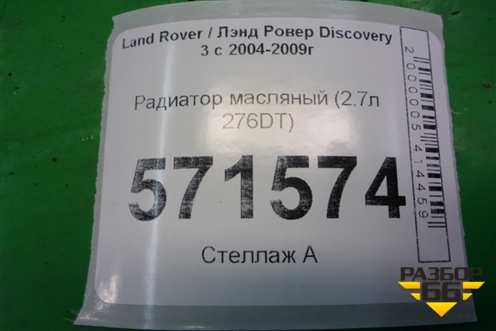 Land Rover / Лэнд Ровер Discovery
3 с 2004-2009г
Радиатор масляный (2.7л
276DT)
571574
Стеллаж А
2000005414459
РАЗБОР
66